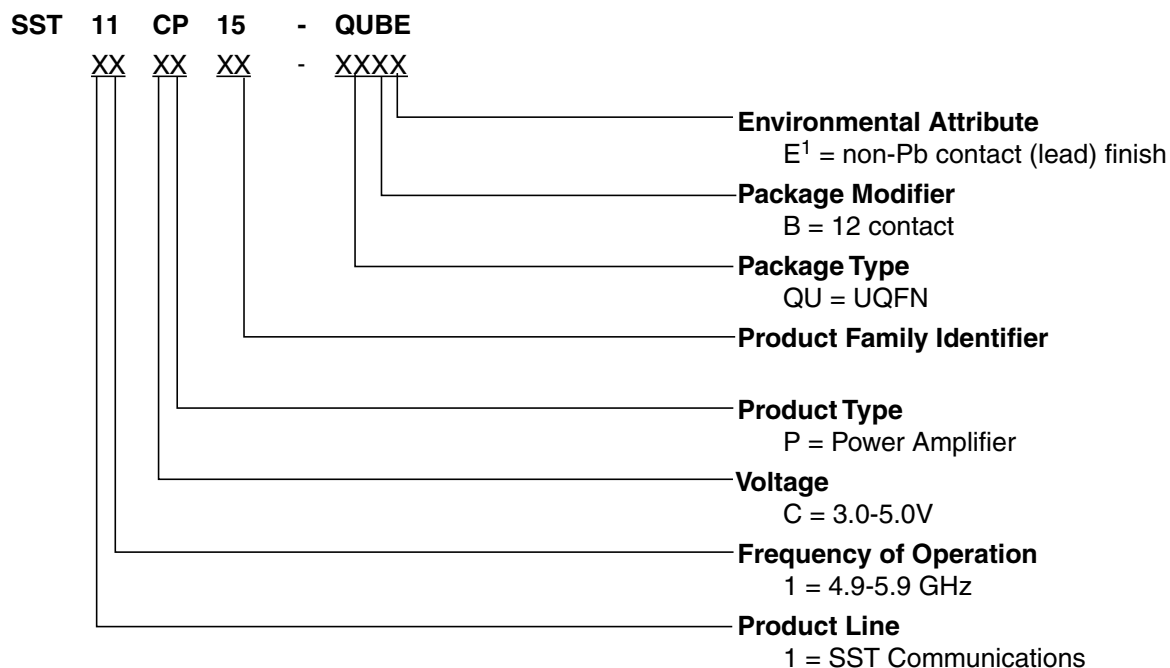 SST 11 CP 15 - QUBE
XX XX XX - XXXX
Environmental Attribute
E1 = non-Pb contact (lead) finish
Package Modifier
B = 12 contact
Package Type
QU = UQFN
Product Family Identifier
Product Type
P = Power Amplifier
Voltage
C = 3.0-5.0V
Frequency of Operation
1 = 4.9-5.9 GHz
Product Line
1 = SST Communications